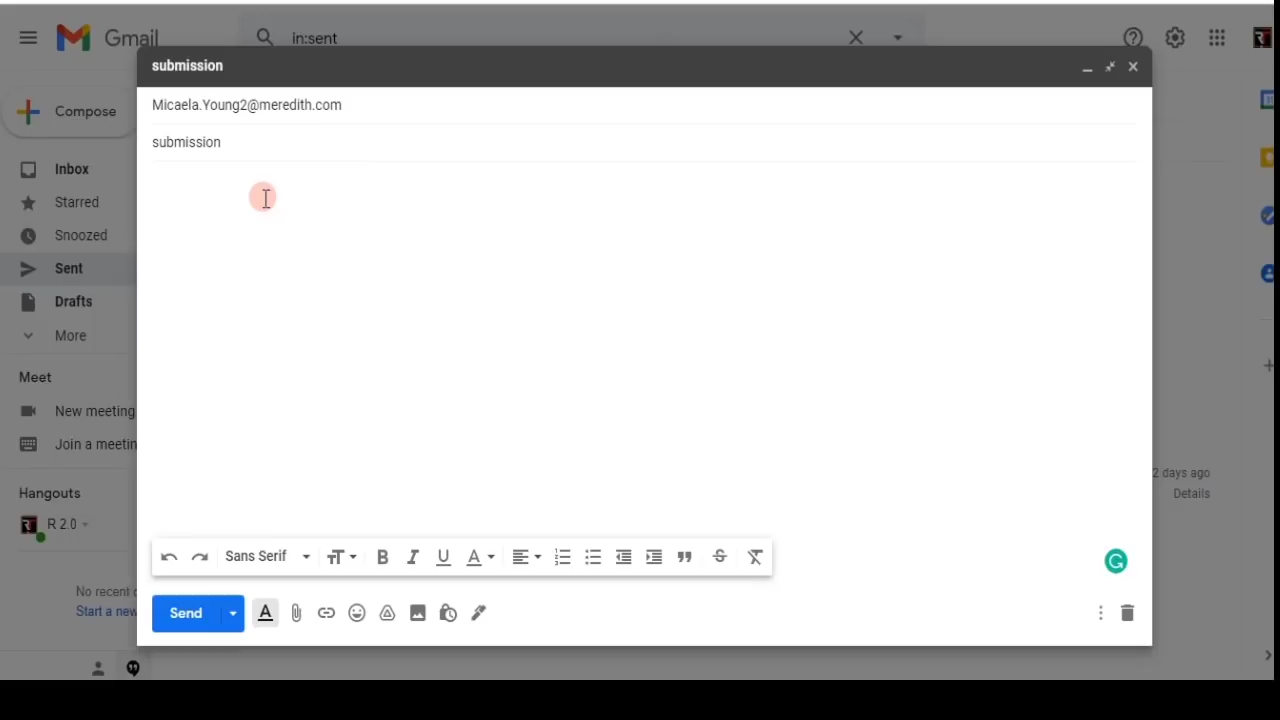 Gmail
in:sent
submission
Micaela.Young2@meredith.com
submission
Compose
Inbox
Starred
Snoozed
Sent
Drafts
More
Meet
New meeting
Join a meetin
Hangouts
R 2.0
No recent c
Start a new
2 days ago
Details
Sans Serif
Send